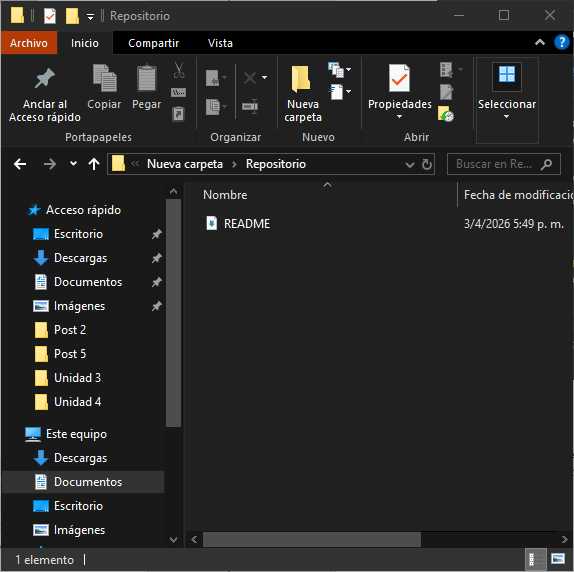 Repositorio
Archivo Inicio Compartir Vista
Anclar al
Acceso rápido
Copiar
Pegar
Nueva
carpeta
Propiedades
Seleccionar
Portapapeles Organizar Nuevo Abrir
Nueva carpeta Repositorio
Buscar en Re...
Nombre Fecha de modificació
Acceso rápido
README 3/4/2026 5:49 p. m.
Escritorio
Descargas
Documentos
Imágenes
Post 2
Post 5
Unidad 3
Unidad 4
Este equipo
Descargas
Documentos
Escritorio
Imágenes
1 elemento